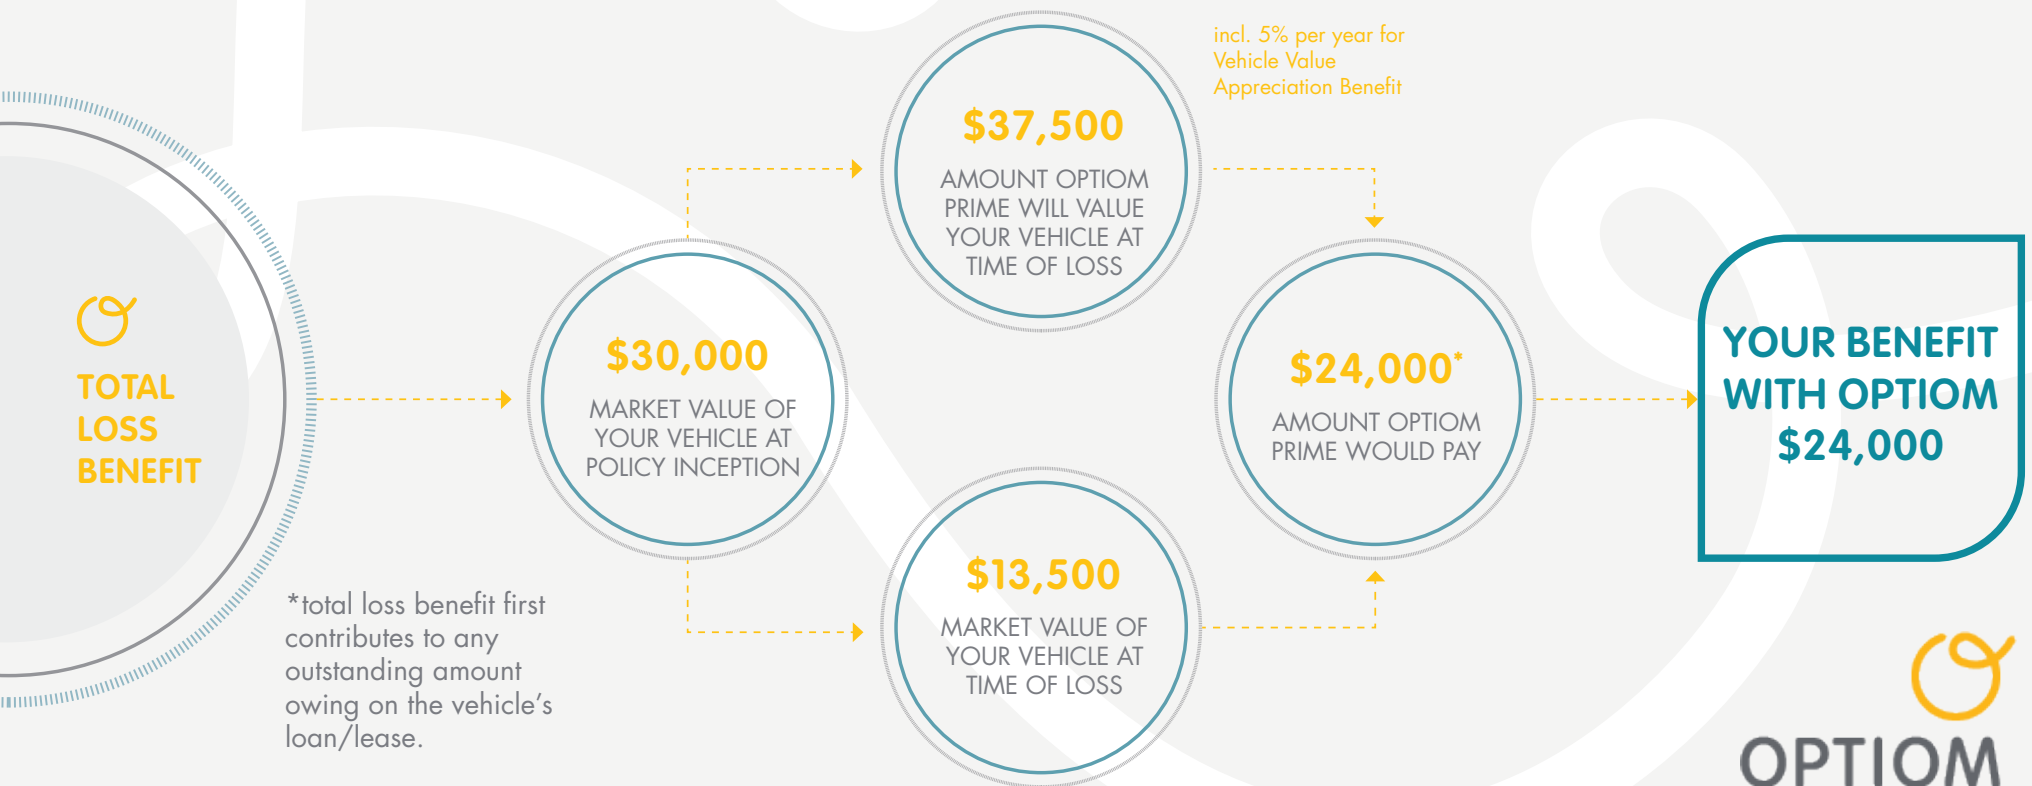 TOTAL
LOSS
BENEFIT
*total loss benefit first
contributes to any
outstanding amount
owing on the vehicle's
loan/lease.
$30,000
MARKET VALUE OF
YOUR VEHICLE AT
POLICY INCEPTION
$37,500
AMOUNT OPTIOM
PRIME WILL VALUE
YOUR VEHICLE AT
TIME OF LOSS
incl. 5% per year for
Vehicle Value
Appreciation Benefit
$13,500
MARKET VALUE OF
YOUR VEHICLE AT
TIME OF LOSS
$24,000*
AMOUNT OPTIOM
PRIME WOULD PAY
YOUR BENEFIT
WITH OPTIOM
$24,000
OPTIOM